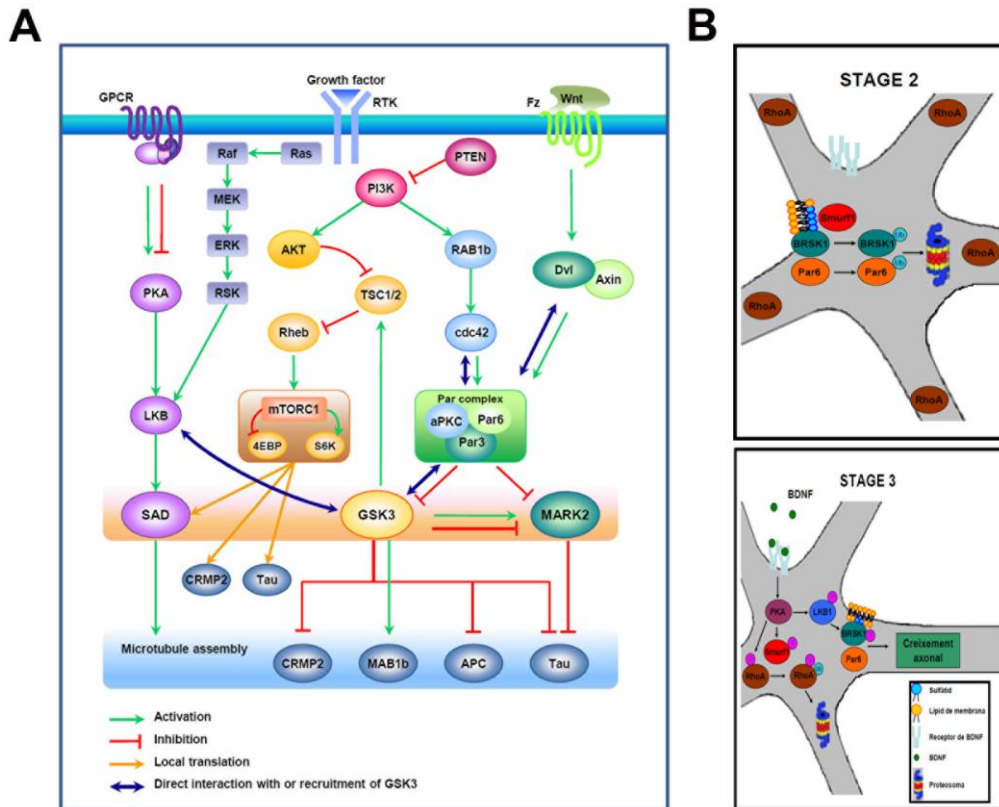 A
GPCR
Growth factor
RTK
Fz
Wnt
Raf
Ras
PTEN
MEK
PI3K
ERK
AKT
RAB1b
Dvl
Axin
PKA
RSK
TSC1/2
Rheb
cdc42
Par complex
aPKC
Par6
Par3
LKB
mTORC1
4EBP
S6K
SAD
GSK3
MARK2
CRMP2
Tau
Microtubule assembly
CRMP2
MAB1b
APC
Tau
Activation
Inhibition
Local translation
Direct interaction with or recruitment of GSK3
B
STAGE 2
RhoA
RhoA
Smurf1
BRSK1
BRSK1
Ub
Par6
Par6
Ub
RhoA
RhoA
RhoA
STAGE 3
BDNF
PKA
LKB1
BRSK1
Smurf1
Par6
Creixement
axonal
RhoA
RhoA
Ub
Sulfàtid
Lípid de membrana
Receptor de BDNF
BDNF
Proteosoma